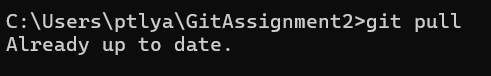 C:\Users\ptlya\GitAssignment2>git pull
Already up to date.